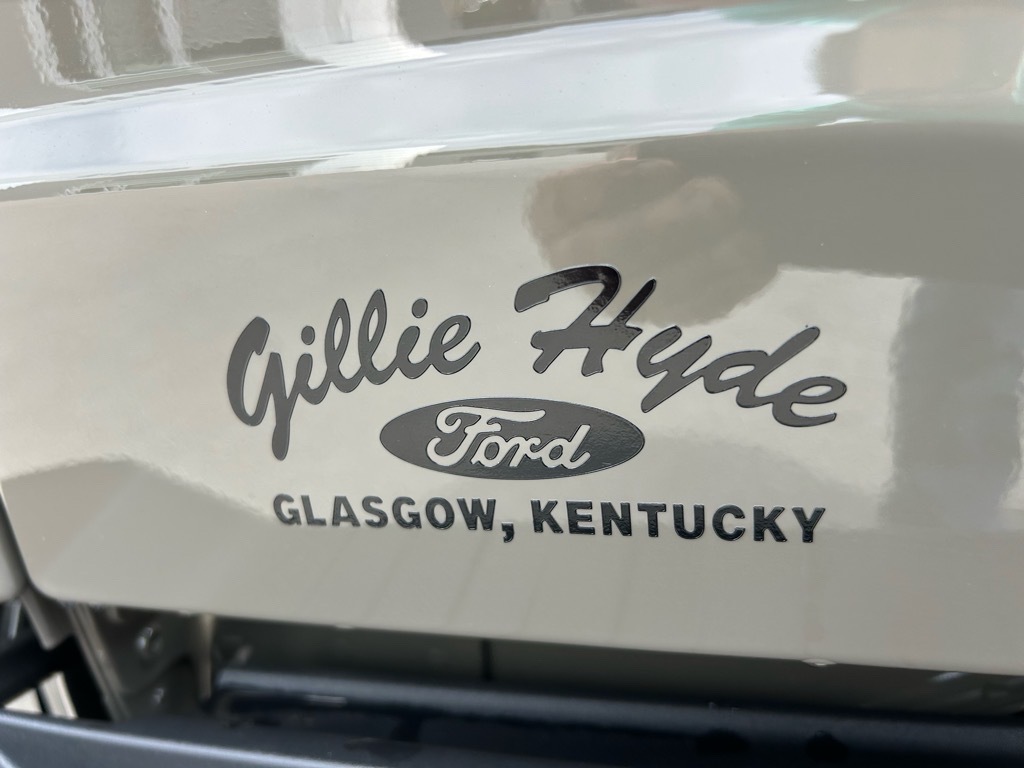 Gillie Hyde
Ford
GLASGOW, KENTUCKY